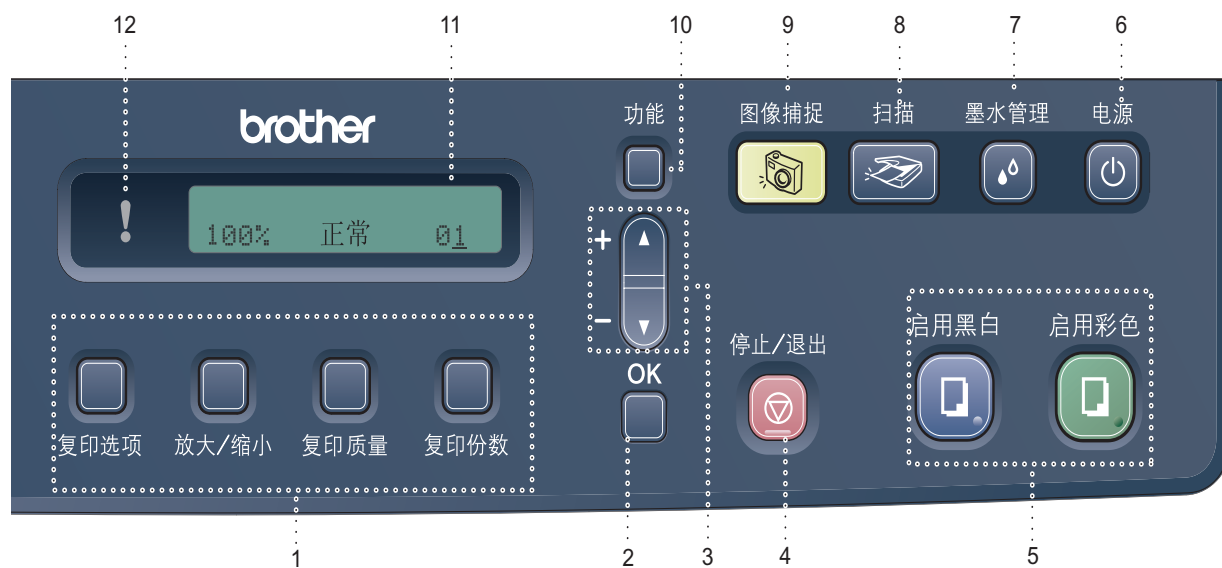 12
11
10
9
8
7
6
brother
功能
图像捕捉
扫描
墨水管理
电源
100% 正常 01
+
−
启用黑白
启用彩色
停止/退出
OK
复印选项
放大/缩小
复印质量
复印份数
1
2
3
4
5